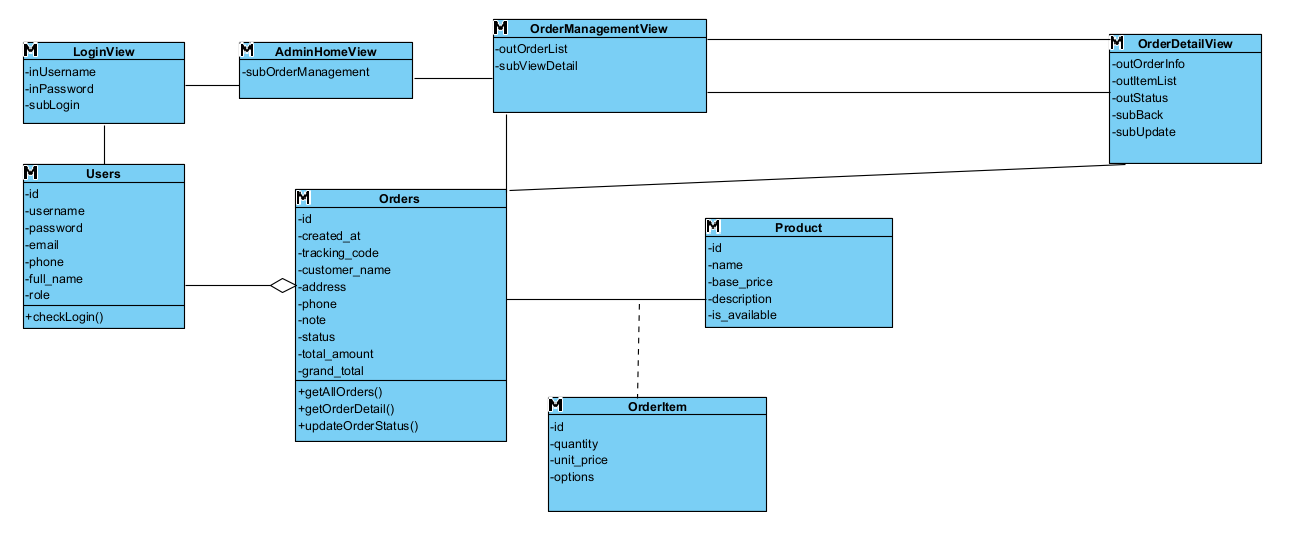 LoginView
-inUsername
-inPassword
-subLogin
AdminHomeView
-subOrderManagement
OrderManagementView
-outOrderList
-subViewDetail
OrderDetailView
-outOrderInfo
-outItemList
-outStatus
-subBack
-subUpdate
Users
-id
-username
-password
-email
-phone
-full_name
-role
+checkLogin()
Orders
-id
-created_at
-tracking_code
-customer_name
-address
-phone
-note
-status
-total_amount
-grand_total
+getAllOrders()
+getOrderDetail()
+updateOrderStatus()
Product
-id
-name
-base_price
-description
-is_available
OrderItem
-id
-quantity
-unit_price
-options